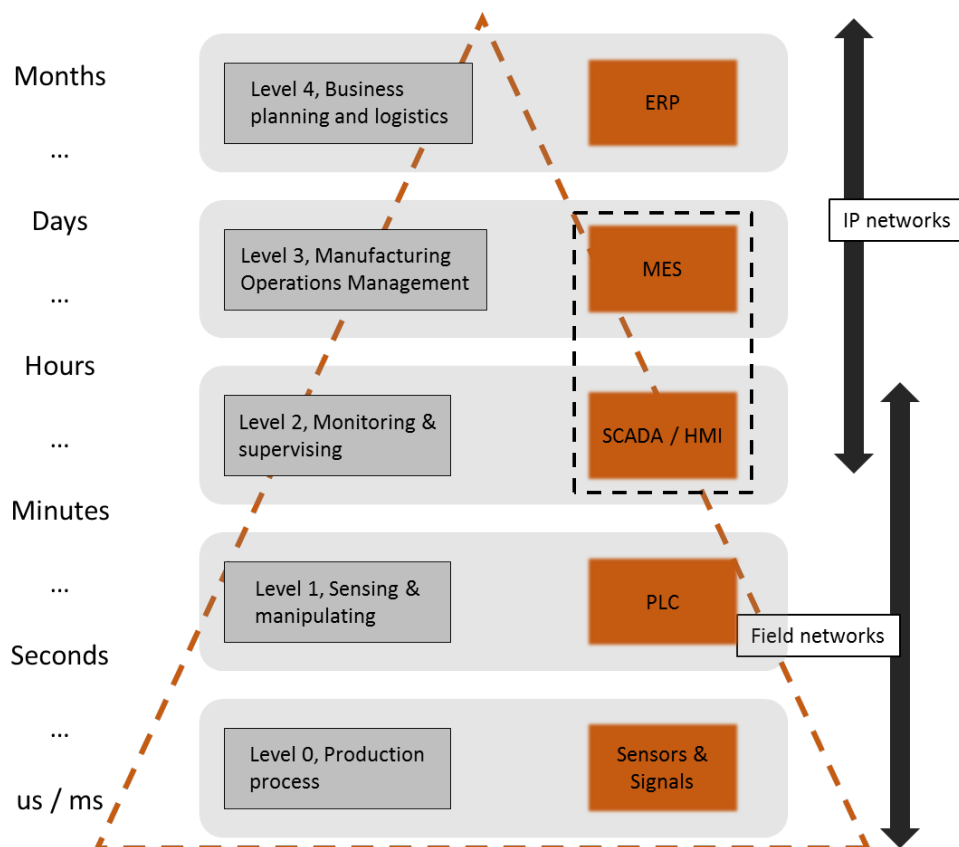 Months
Level 4, Business
planning and logistics
ERP
...
Days
IP networks
Level 3, Manufacturing
Operations Management
MES
...
Hours
Level 2, Monitoring &
supervising
SCADA / HMI
...
Minutes
Level 1, Sensing &
manipulating
PLC
...
Field networks
Seconds
...
Level 0, Production
process
Sensors &
Signals
us / ms